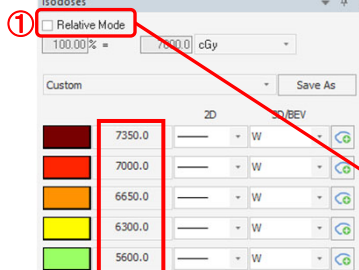 Isodoses
①
Relative Mode
100.00 % = 7000.0 cGy
Custom Save As
2D 3D/BEV
7350.0 W
7000.0 W
6650.0 W
6300.0 W
5600.0 W